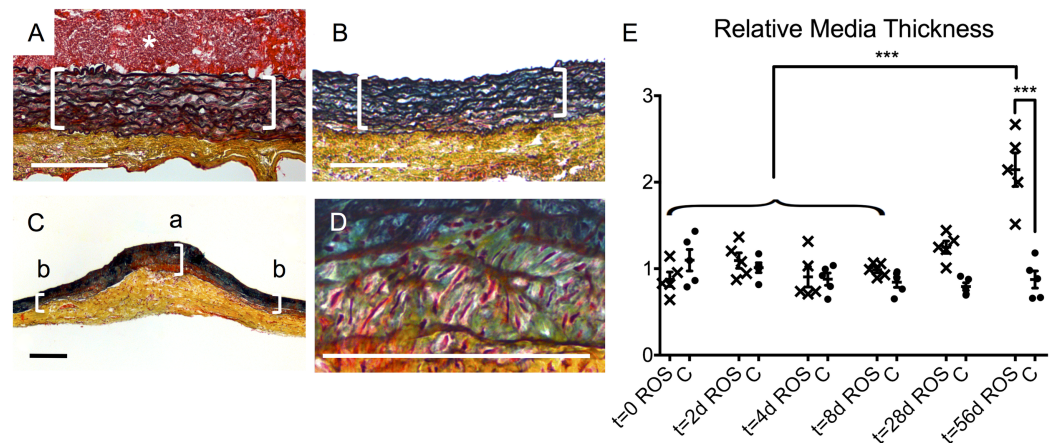 A
*
B
C
a
b
b
D
E
Relative Media Thickness
***
***
3
2
1
0
t=0 ROS
C
t=2d ROS
C
t=4d ROS
C
t=8d ROS
C
t=28d ROS
C
t=56d ROS
C